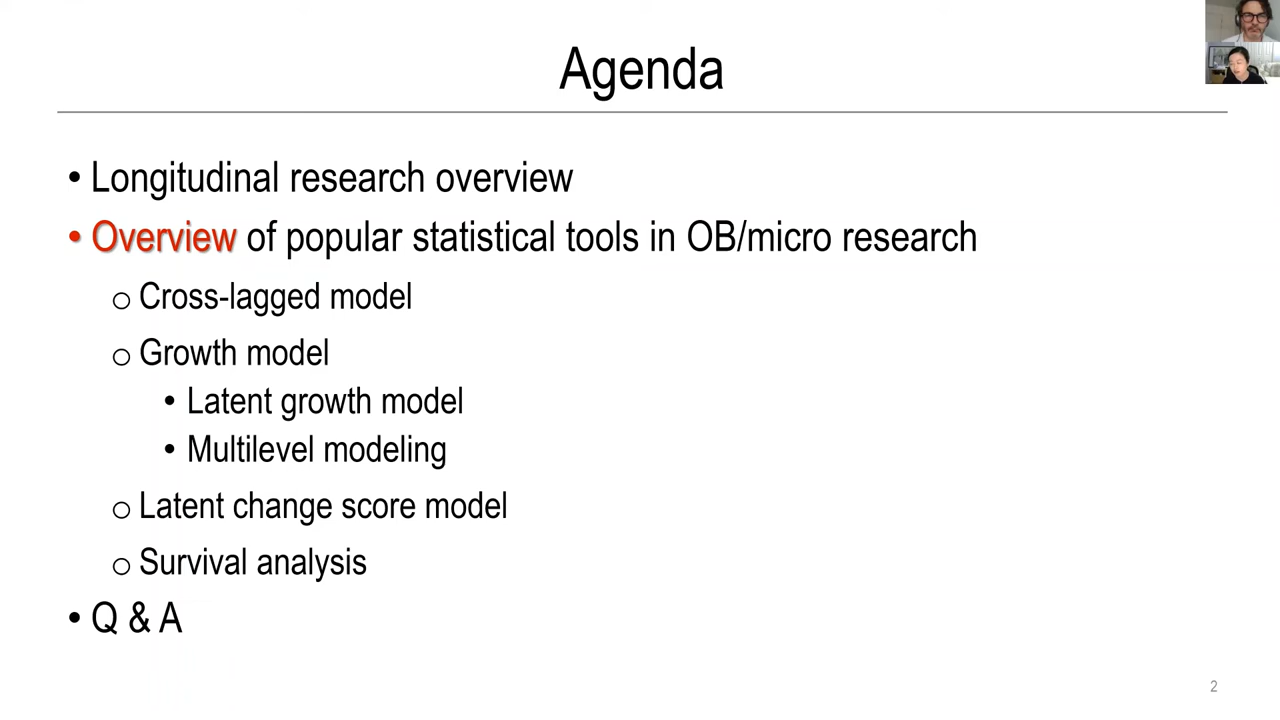 Agenda
• Longitudinal research overview
• Overview of popular statistical tools in OB/micro research
o Cross-lagged model
o Growth model
• Latent growth model
• Multilevel modeling
o Latent change score model
o Survival analysis
• Q & A
2